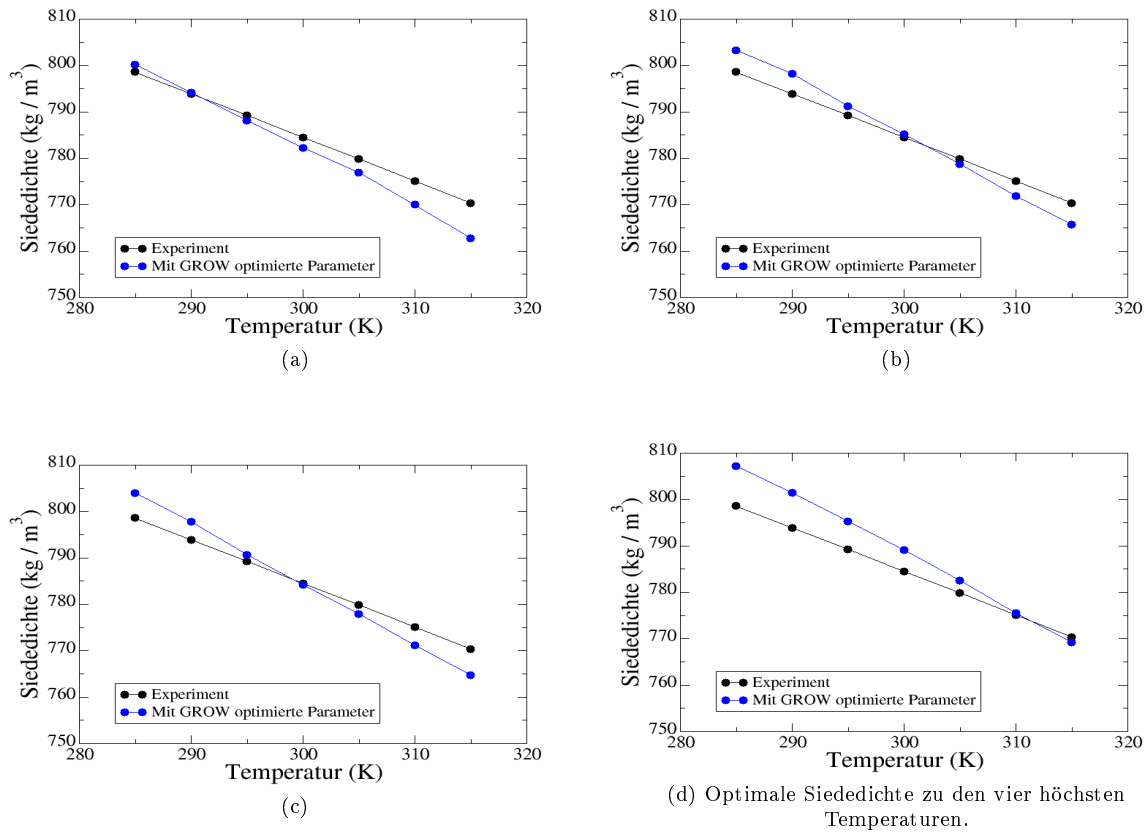 810
800
790
780
770
760
750
280
290
300
310
320
Siededichte (kg / m³)
Temperatur (K)
Experiment
Mit GROW optimierte Parameter
(a)
810
800
790
780
770
760
750
280
290
300
310
320
Siededichte (kg / m³)
Temperatur (K)
Experiment
Mit GROW optimierte Parameter
(b)
810
800
790
780
770
760
750
280
290
300
310
320
Siededichte (kg / m³)
Temperatur (K)
Experiment
Mit GROW optimierte Parameter
(c)
810
800
790
780
770
760
750
280
290
300
310
320
Siededichte (kg / m³)
Temperatur (K)
Experiment
Mit GROW optimierte Parameter
(d) Optimale Siededichte zu den vier höchsten
Temperaturen.